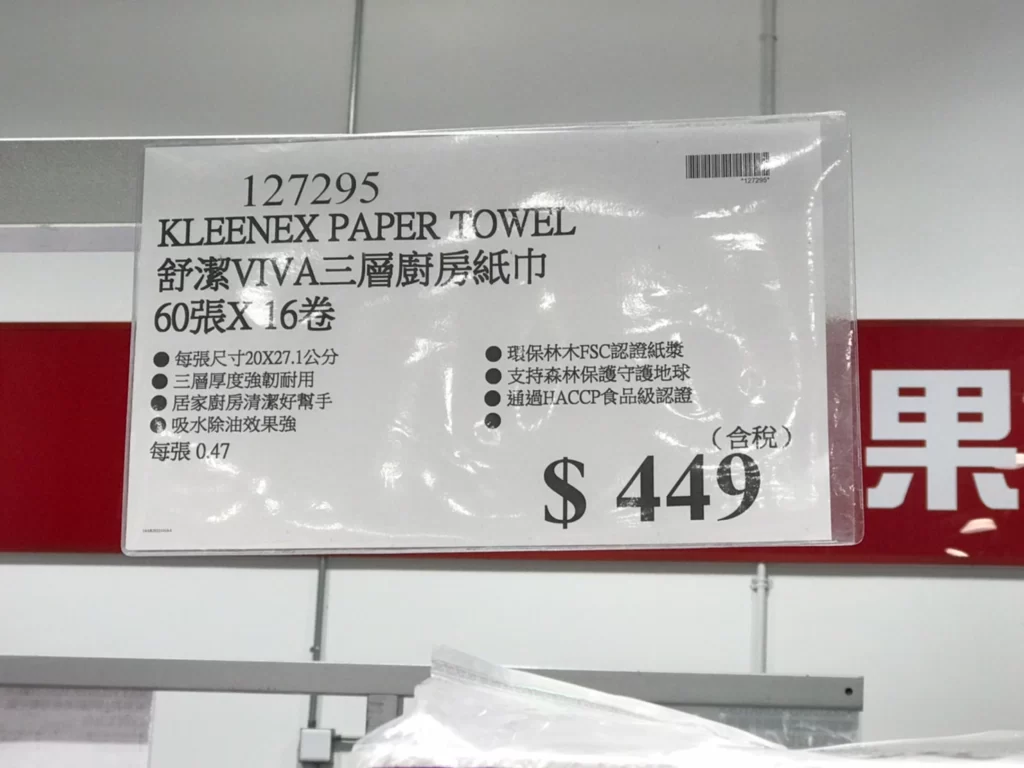 127295
*127295*
KLEENEX PAPER TOWEL
舒潔VIVA三層廚房紙巾
60張X 16卷
● 每張尺寸20X27.1公分
● 三層厚度強韌耐用
● 居家廚房清潔好幫手
● 吸水除油效果強
每張 0.47
● 環保林木FSC認證紙漿
● 支持森林保護守護地球
● 通過HACCP食品級認證
●
（含稅）
$ 449
果